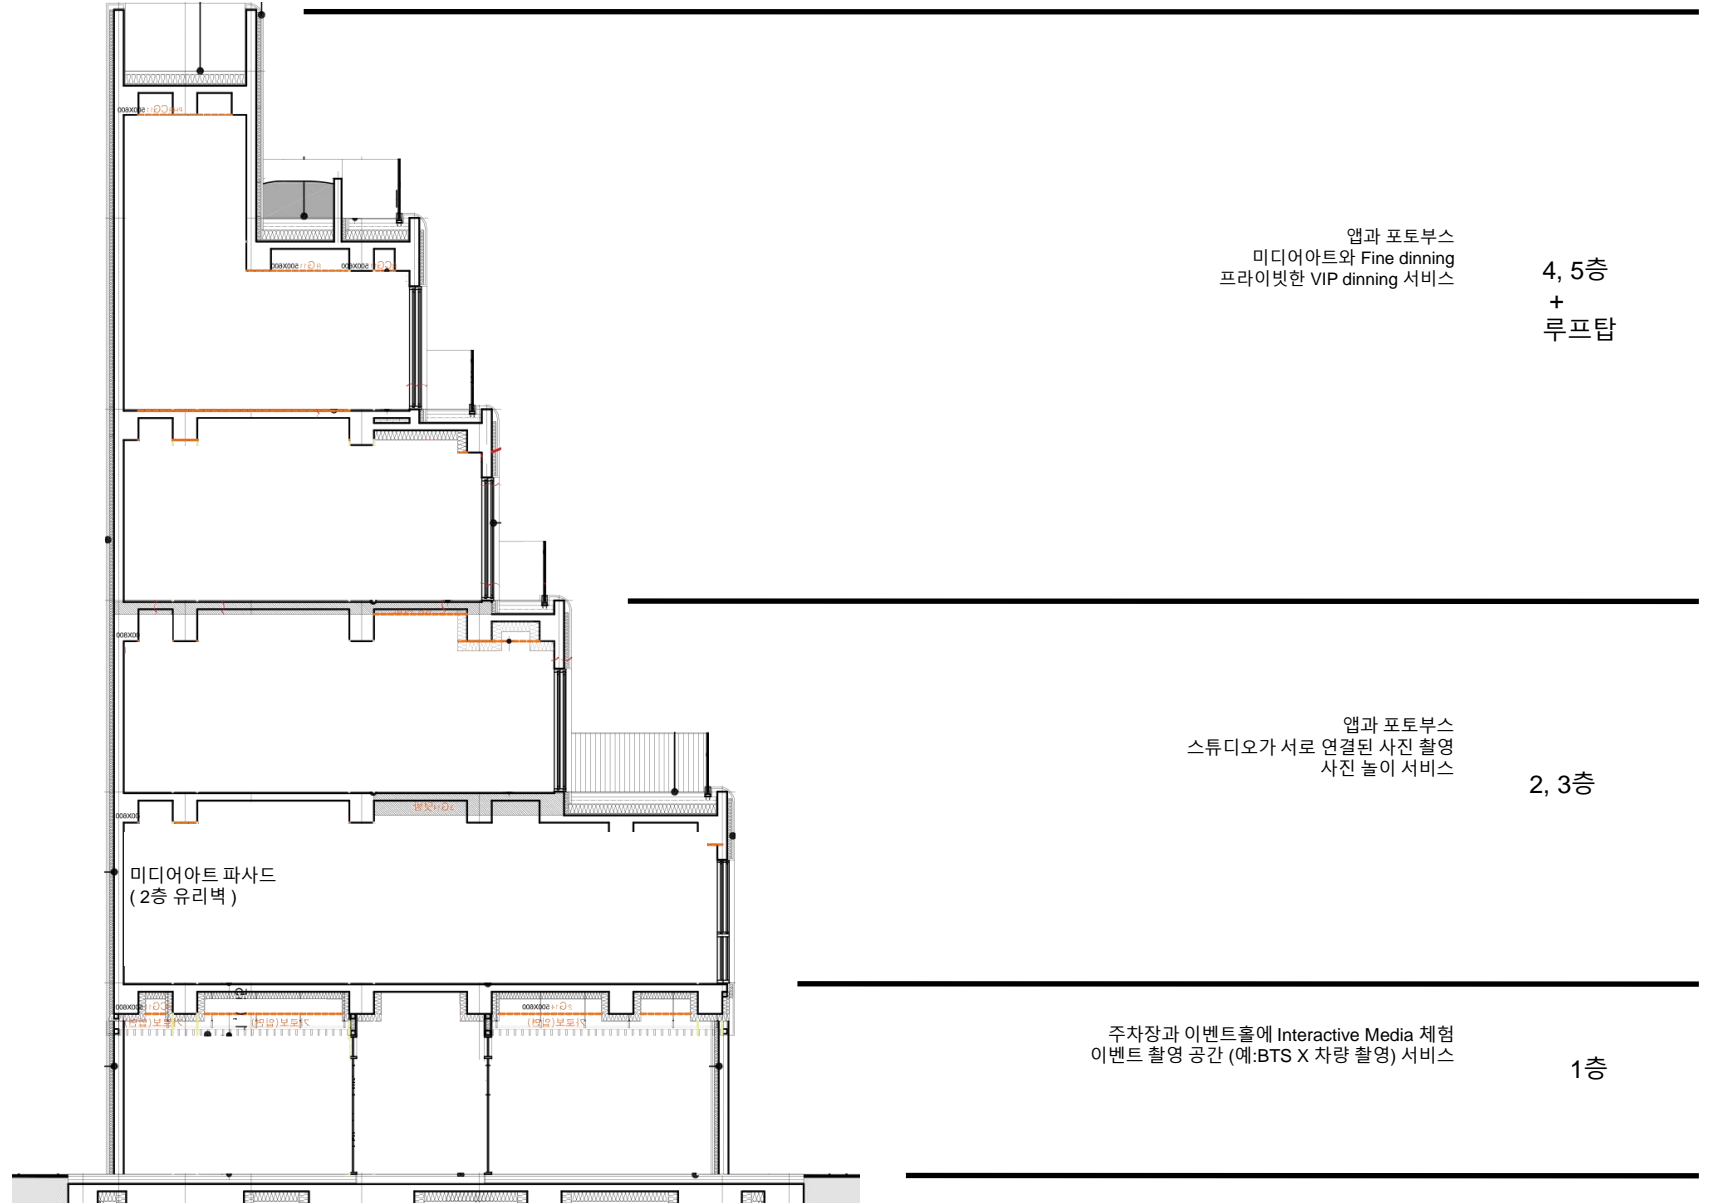 앱과 포토부스
미디어아트와 Fine dinning
프라이빗한 VIP dinning 서비스
4, 5층
+
루프탑
앱과 포토부스
스튜디오가 서로 연결된 사진 촬영
사진 놀이 서비스
2, 3층
미디어아트 파사드
( 2층 유리벽 )
주차장과 이벤트홀에 Interactive Media 체험
이벤트 촬영 공간 (예:BTS X 차량 촬영) 서비스
1층